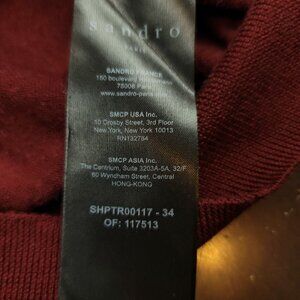 sandro
PARIS
SANDRO FRANCE
150 boulevard Haussmann
75008 Paris
www.sandro-paris.com
SMCP USA Inc.
10 Crosby Street, 3rd Floor
New York, New York 10013
RN132784
SMCP ASIA Inc.
The Centrium, Suite 3203A-5A, 32/F
60 Wyndham Street, Central
HONG-KONG
SHPTR00117 - 34
OF: 117513